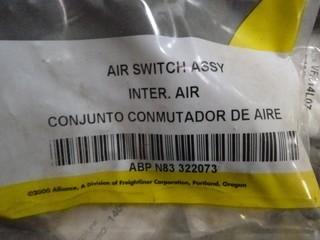 AIR SWITCH ASSY
INTER. AIR
CONJUNTO CONMUTADOR DE AIRE
ABP N83 322073
©2000 Alliance, A Division of Freightliner Corporation, Portland, Oregon